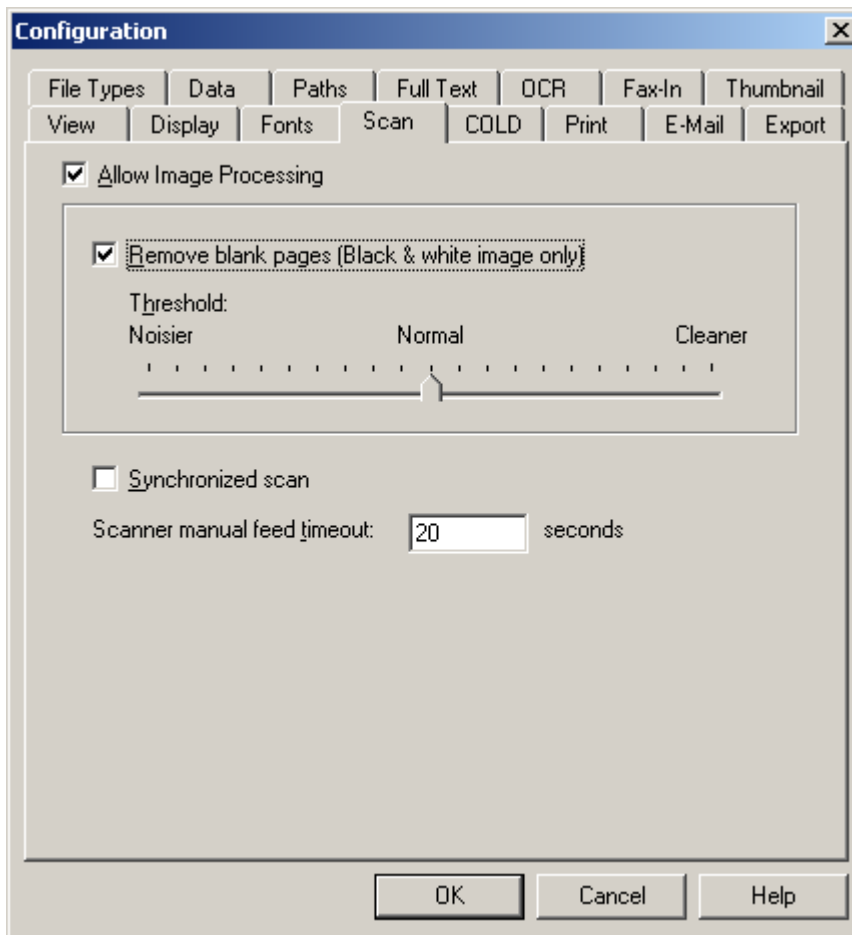 Configuration
File Types Data Paths Full Text OCR Fax-In Thumbnail
View Display Fonts Scan COLD Print E-Mail Export
Allow Image Processing
Remove blank pages (Black & white image only)
Threshold:
Noisier Normal Cleaner
Synchronized scan
Scanner manual feed timeout: 20 seconds
OK Cancel Help